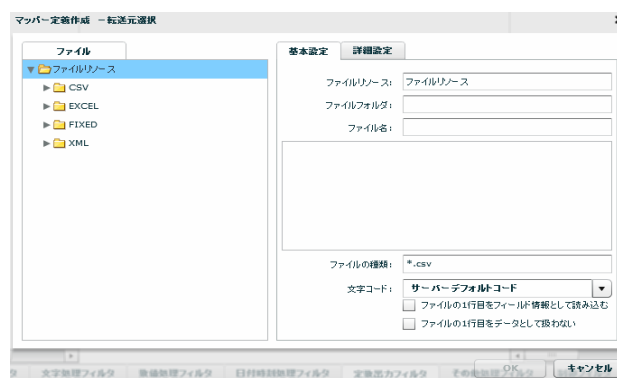 マッパー定義作成 －転送元選択
ファイル
ファイルリソース
CSV
EXCEL
FIXED
XML
基本設定
詳細設定
ファイルリソース:
ファイルリソース
ファイルフォルダ:
ファイル名:
ファイルの種類:
*.csv
文字コード:
サーバーデフォルトコード
ファイルの1行目をフィールド情報として読み込む
ファイルの1行目をデータとして扱わない
文字処理フィルタ
数値処理フィルタ
日付時刻処理フィルタ
定数出力フィルタ
OK
キャンセル